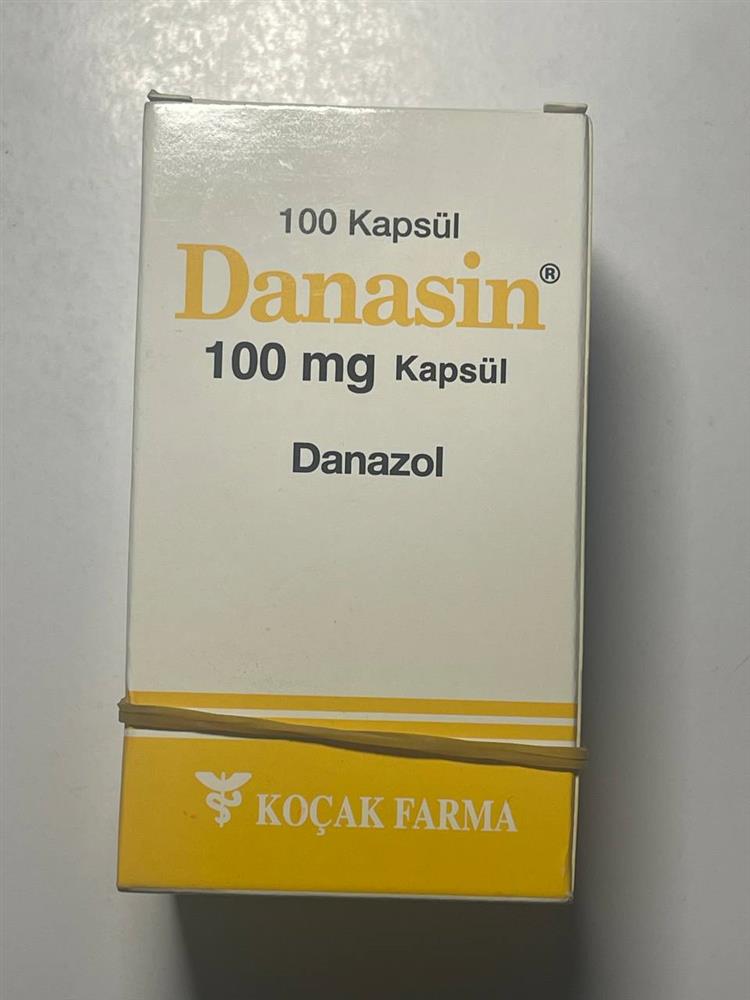 100 Kapsül
Danasin®
100 mg Kapsül
Danazol
KOÇAK FARMA